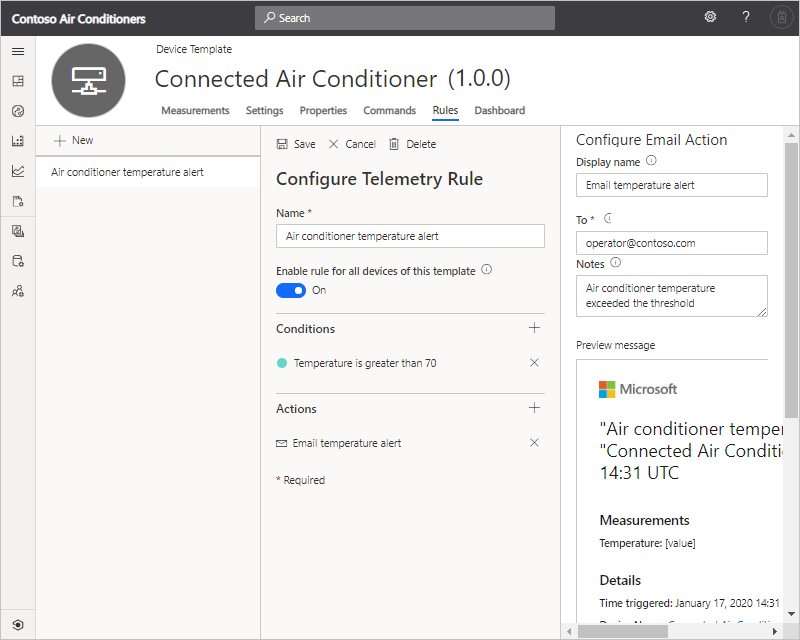 Contoso Air Conditioners
Search
?
Device Template
Connected Air Conditioner (1.0.0)
Measurements Settings Properties Commands Rules Dashboard
New
Air conditioner temperature alert
Save Cancel Delete
Configure Telemetry Rule
Name *
Air conditioner temperature alert
Enable rule for all devices of this template
On
Conditions
Temperature is greater than 70
Actions
Email temperature alert
* Required
Configure Email Action
Display name
Email temperature alert
To *
operator@contoso.com
Notes
Air conditioner temperature
exceeded the threshold
Preview message
Microsoft
"Air conditioner temper
"Connected Air Conditi
14:31 UTC
Measurements
Temperature: [value]
Details
Time triggered: January 17, 2020 14:31